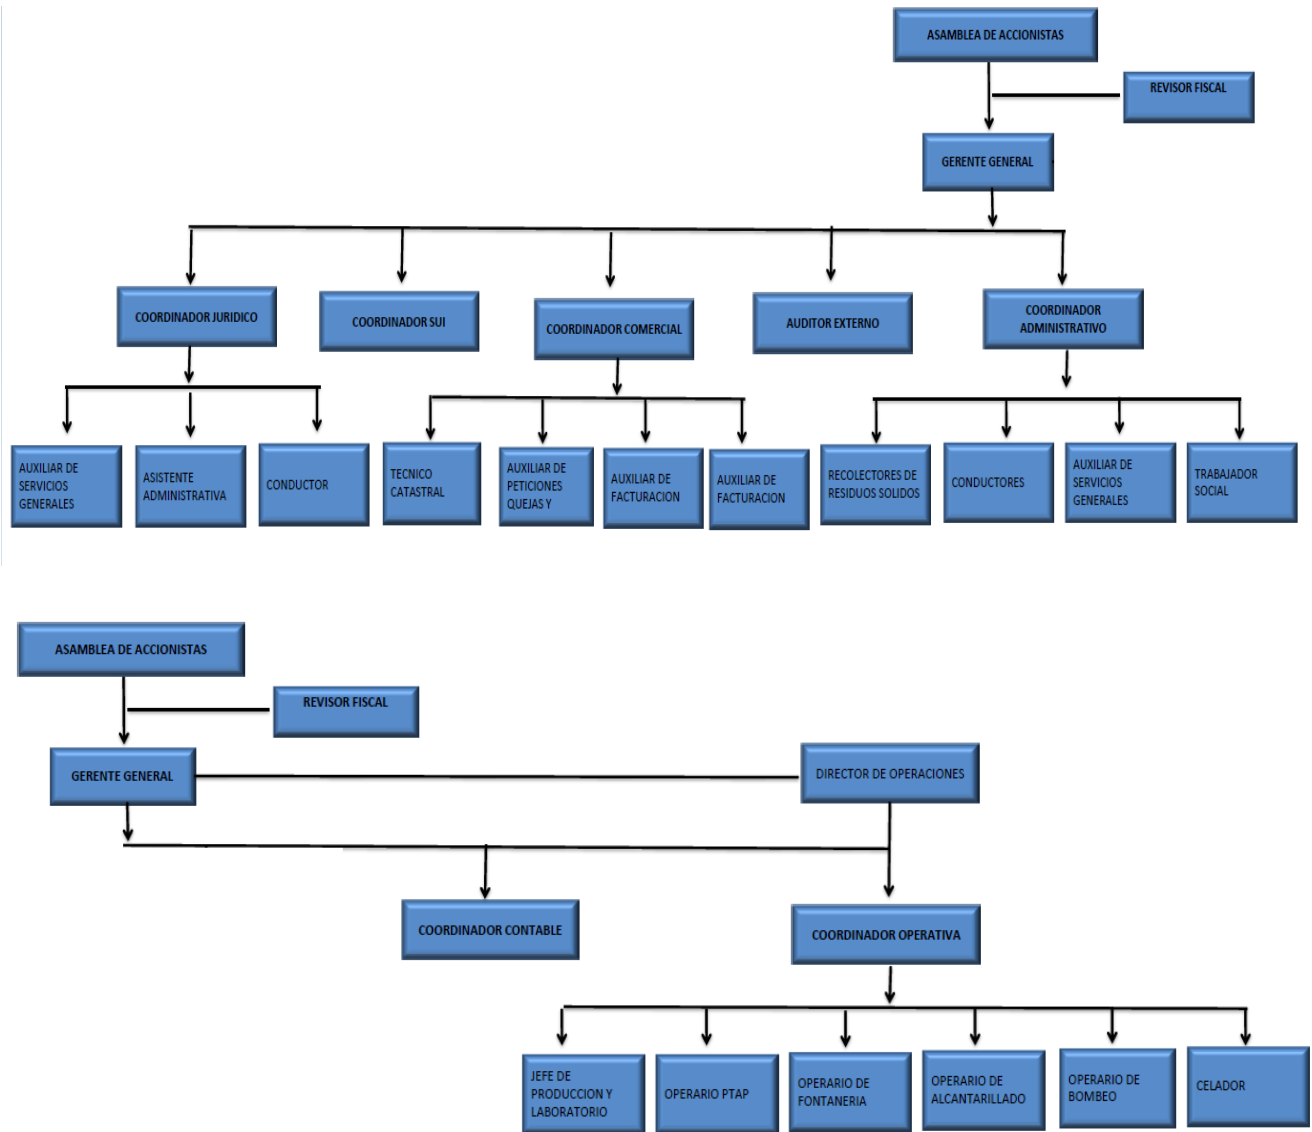 ASAMBLEA DE ACCIONISTAS
REVISOR FISCAL
GERENTE GENERAL
COORDINADOR JURIDICO
COORDINADOR SUI
COORDINADOR COMERCIAL
AUDITOR EXTERNO
COORDINADOR
ADMINISTRATIVO
AUXILIAR DE
SERVICIOS
GENERALES
ASISTENTE
ADMINISTRATIVA
CONDUCTOR
TECNICO
CATASTRAL
AUXILIAR DE
PETICIONES
QUEJAS Y
AUXILIAR DE
FACTURACION
AUXILIAR DE
FACTURACION
RECOLECTORES DE
RESIDUOS SOLIDOS
CONDUCTORES
AUXILIAR DE
SERVICIOS
GENERALES
TRABAJADOR
SOCIAL
ASAMBLEA DE ACCIONISTAS
REVISOR FISCAL
GERENTE GENERAL
DIRECTOR DE OPERACIONES
COORDINADOR CONTABLE
COORDINADOR OPERATIVA
JEFE DE
PRODUCCION Y
LABORATORIO
OPERARIO PTAP
OPERARIO DE
FONTANERIA
OPERARIO DE
ALCANTARILLADO
OPERARIO DE
BOMBEO
CELADOR